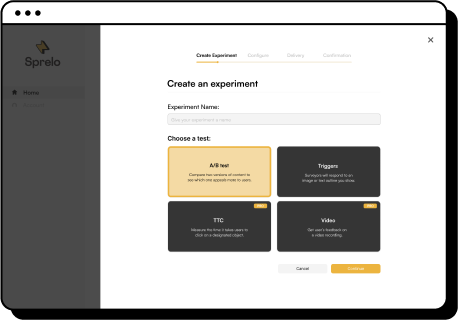 Sprelo
Home
Create Experiment
Configure
Delivery
Confirmation
Create an experiment
Experiment Name:
Give your experiment a name
Choose a test:
A/B test
Compare two versions of content to
see which one appeals more to users.
Triggers
Surveyors will respond to an
image or text before you show.
TTC
Measure the time it takes users to
click on a designated object.
Video
Get user's feedback on
a video recording.
Cancel
Continue